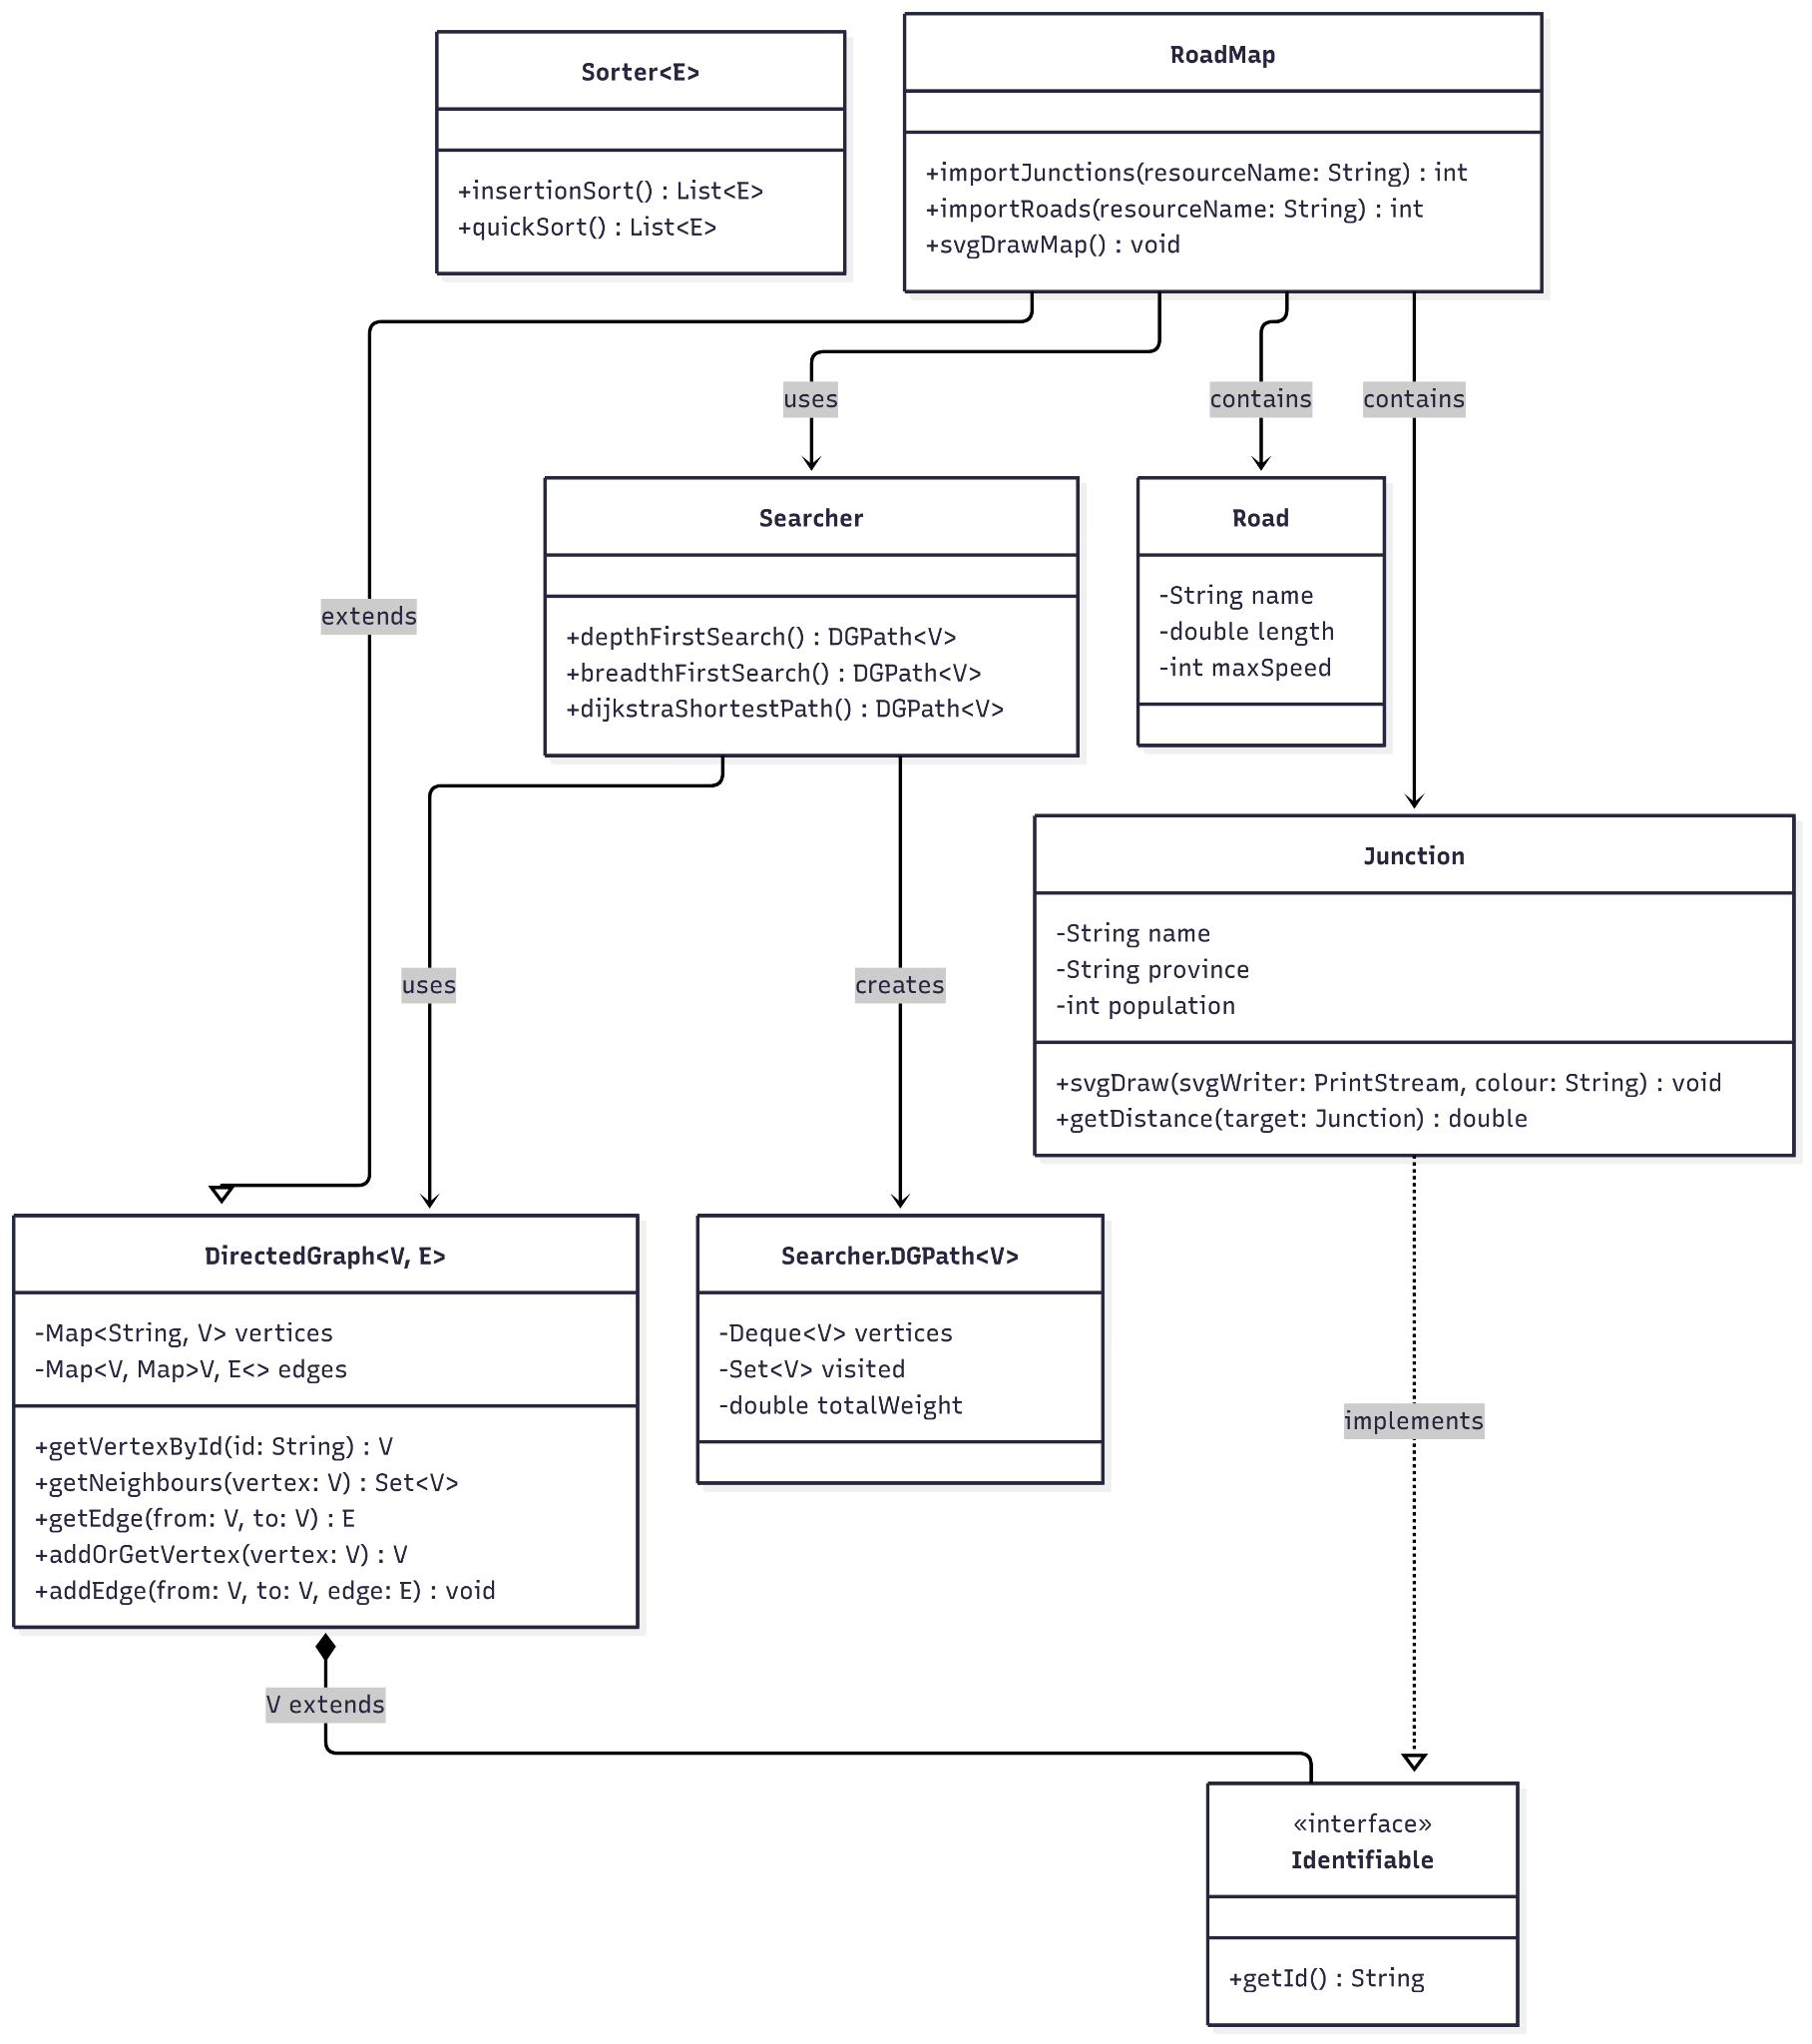 Sorter<E>
+insertionSort() : List<E>
+quickSort() : List<E>
RoadMap
+importJunctions(resourceName: String) : int
+importRoads(resourceName: String) : int
+svgDrawMap() : void
uses
contains
contains
extends
Searcher
+depthFirstSearch() : DGPath<V>
+breadthFirstSearch() : DGPath<V>
+dijkstraShortestPath() : DGPath<V>
Road
-String name
-double length
-int maxSpeed
Junction
-String name
-String province
-int population
+svgDraw(svgWriter: PrintStream, colour: String) : void
+getDistance(target: Junction) : double
uses
creates
DirectedGraph<V, E>
-Map<String, V> vertices
-Map<V, Map>V, E<> edges
+getVertexById(id: String) : V
+getNeighbours(vertex: V) : Set<V>
+getEdge(from: V, to: V) : E
+addOrGetVertex(vertex: V) : V
+addEdge(from: V, to: V, edge: E) : void
Searcher.DGPath<V>
-Deque<V> vertices
-Set<V> visited
-double totalWeight
implements
V extends
«interface»
Identifiable
+getId() : String